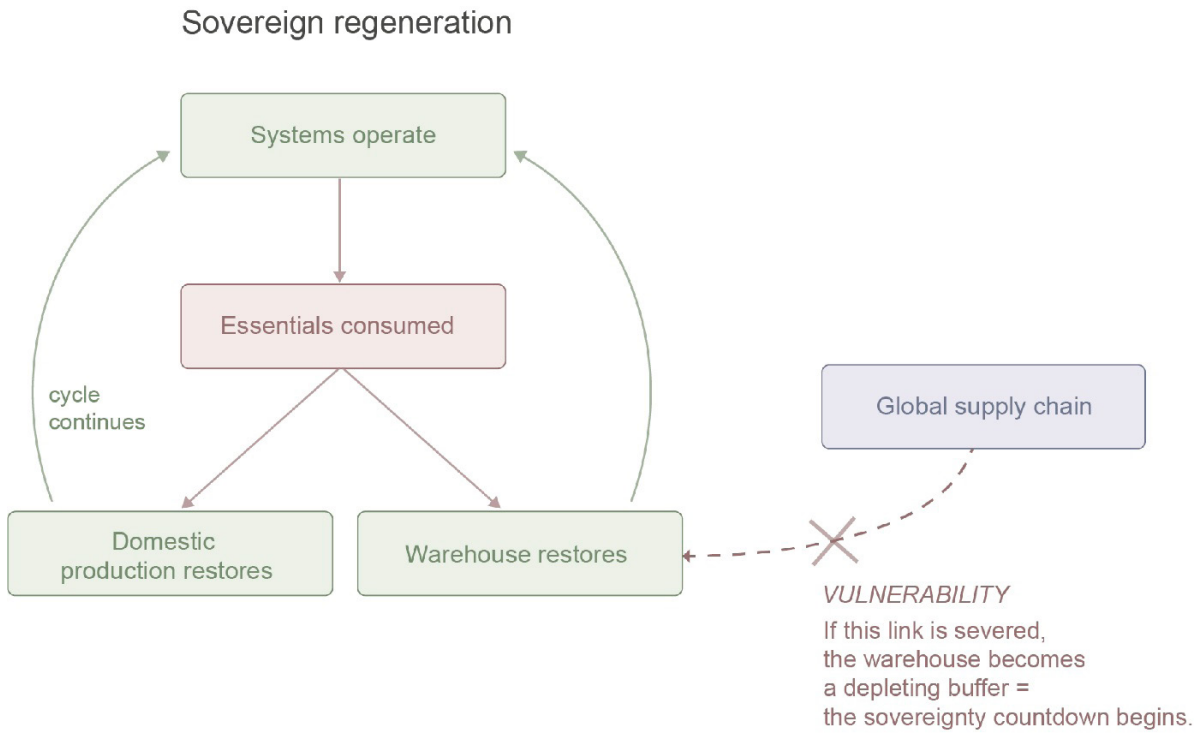 Sovereign regeneration
Systems operate
Essentials consumed
cycle
continues
Global supply chain
Domestic
production restores
Warehouse restores
VULNERABILITY
If this link is severed,
the warehouse becomes
a depleting buffer =
the sovereignty countdown begins.